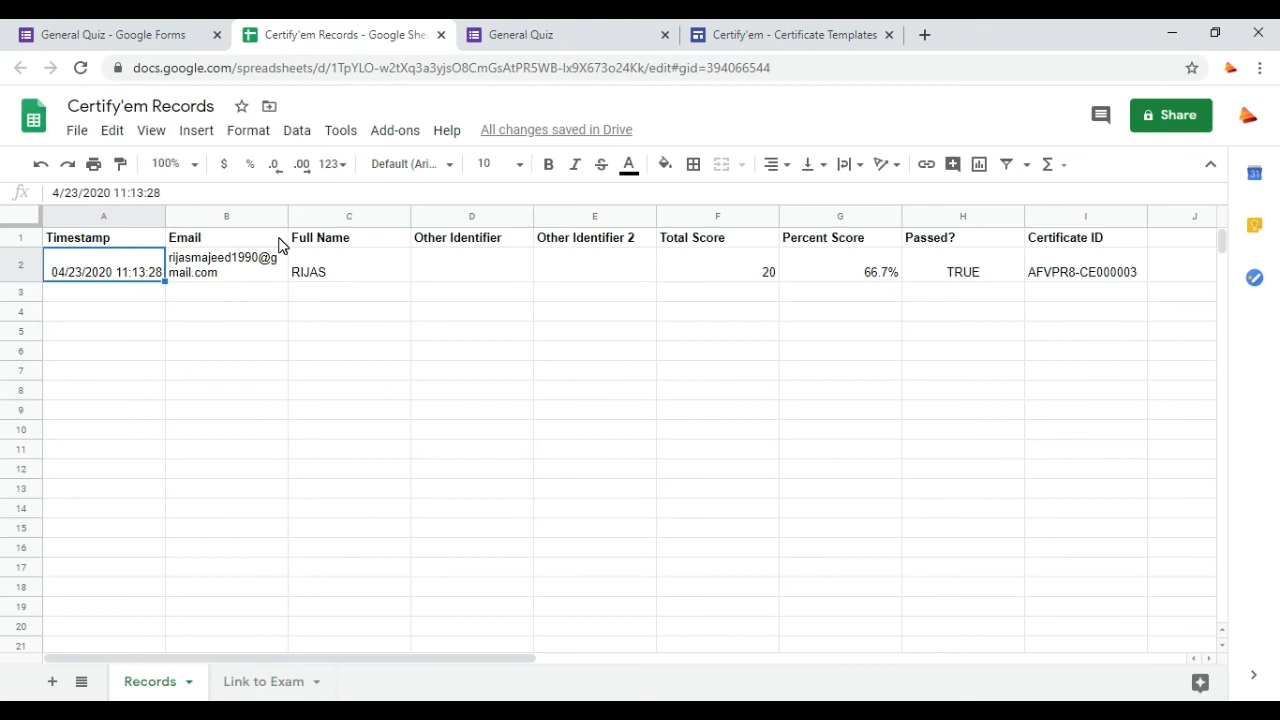 General Quiz - Google Forms
Certify'em Records - Google She
General Quiz
Certify'em - Certificate Templates
docs.google.com/spreadsheets/d/1TpYLO-w2tXq3a3yjsO8CmGsAtPR5WB-lx9X673o24Kk/edit#gid=394066544
Certify'em Records
File Edit View Insert Format Data Tools Add-ons Help All changes saved in Drive
Share
100% $ % .0 .00 123 Default (Ari... 10 B I S A
31
fx 4/23/2020 11:13:28
A B C D E F G H I J
1 Timestamp Email Full Name Other Identifier Other Identifier 2 Total Score Percent Score Passed? Certificate ID
rijasmajeed1990@g
2 04/23/2020 11:13:28 mail.com RIJAS 20 66.7% TRUE AFVPR8-CE000003
3
4
5
6
7
8
9
10
11
12
13
14
15
16
17
18
19
20
21
Records Link to Exam